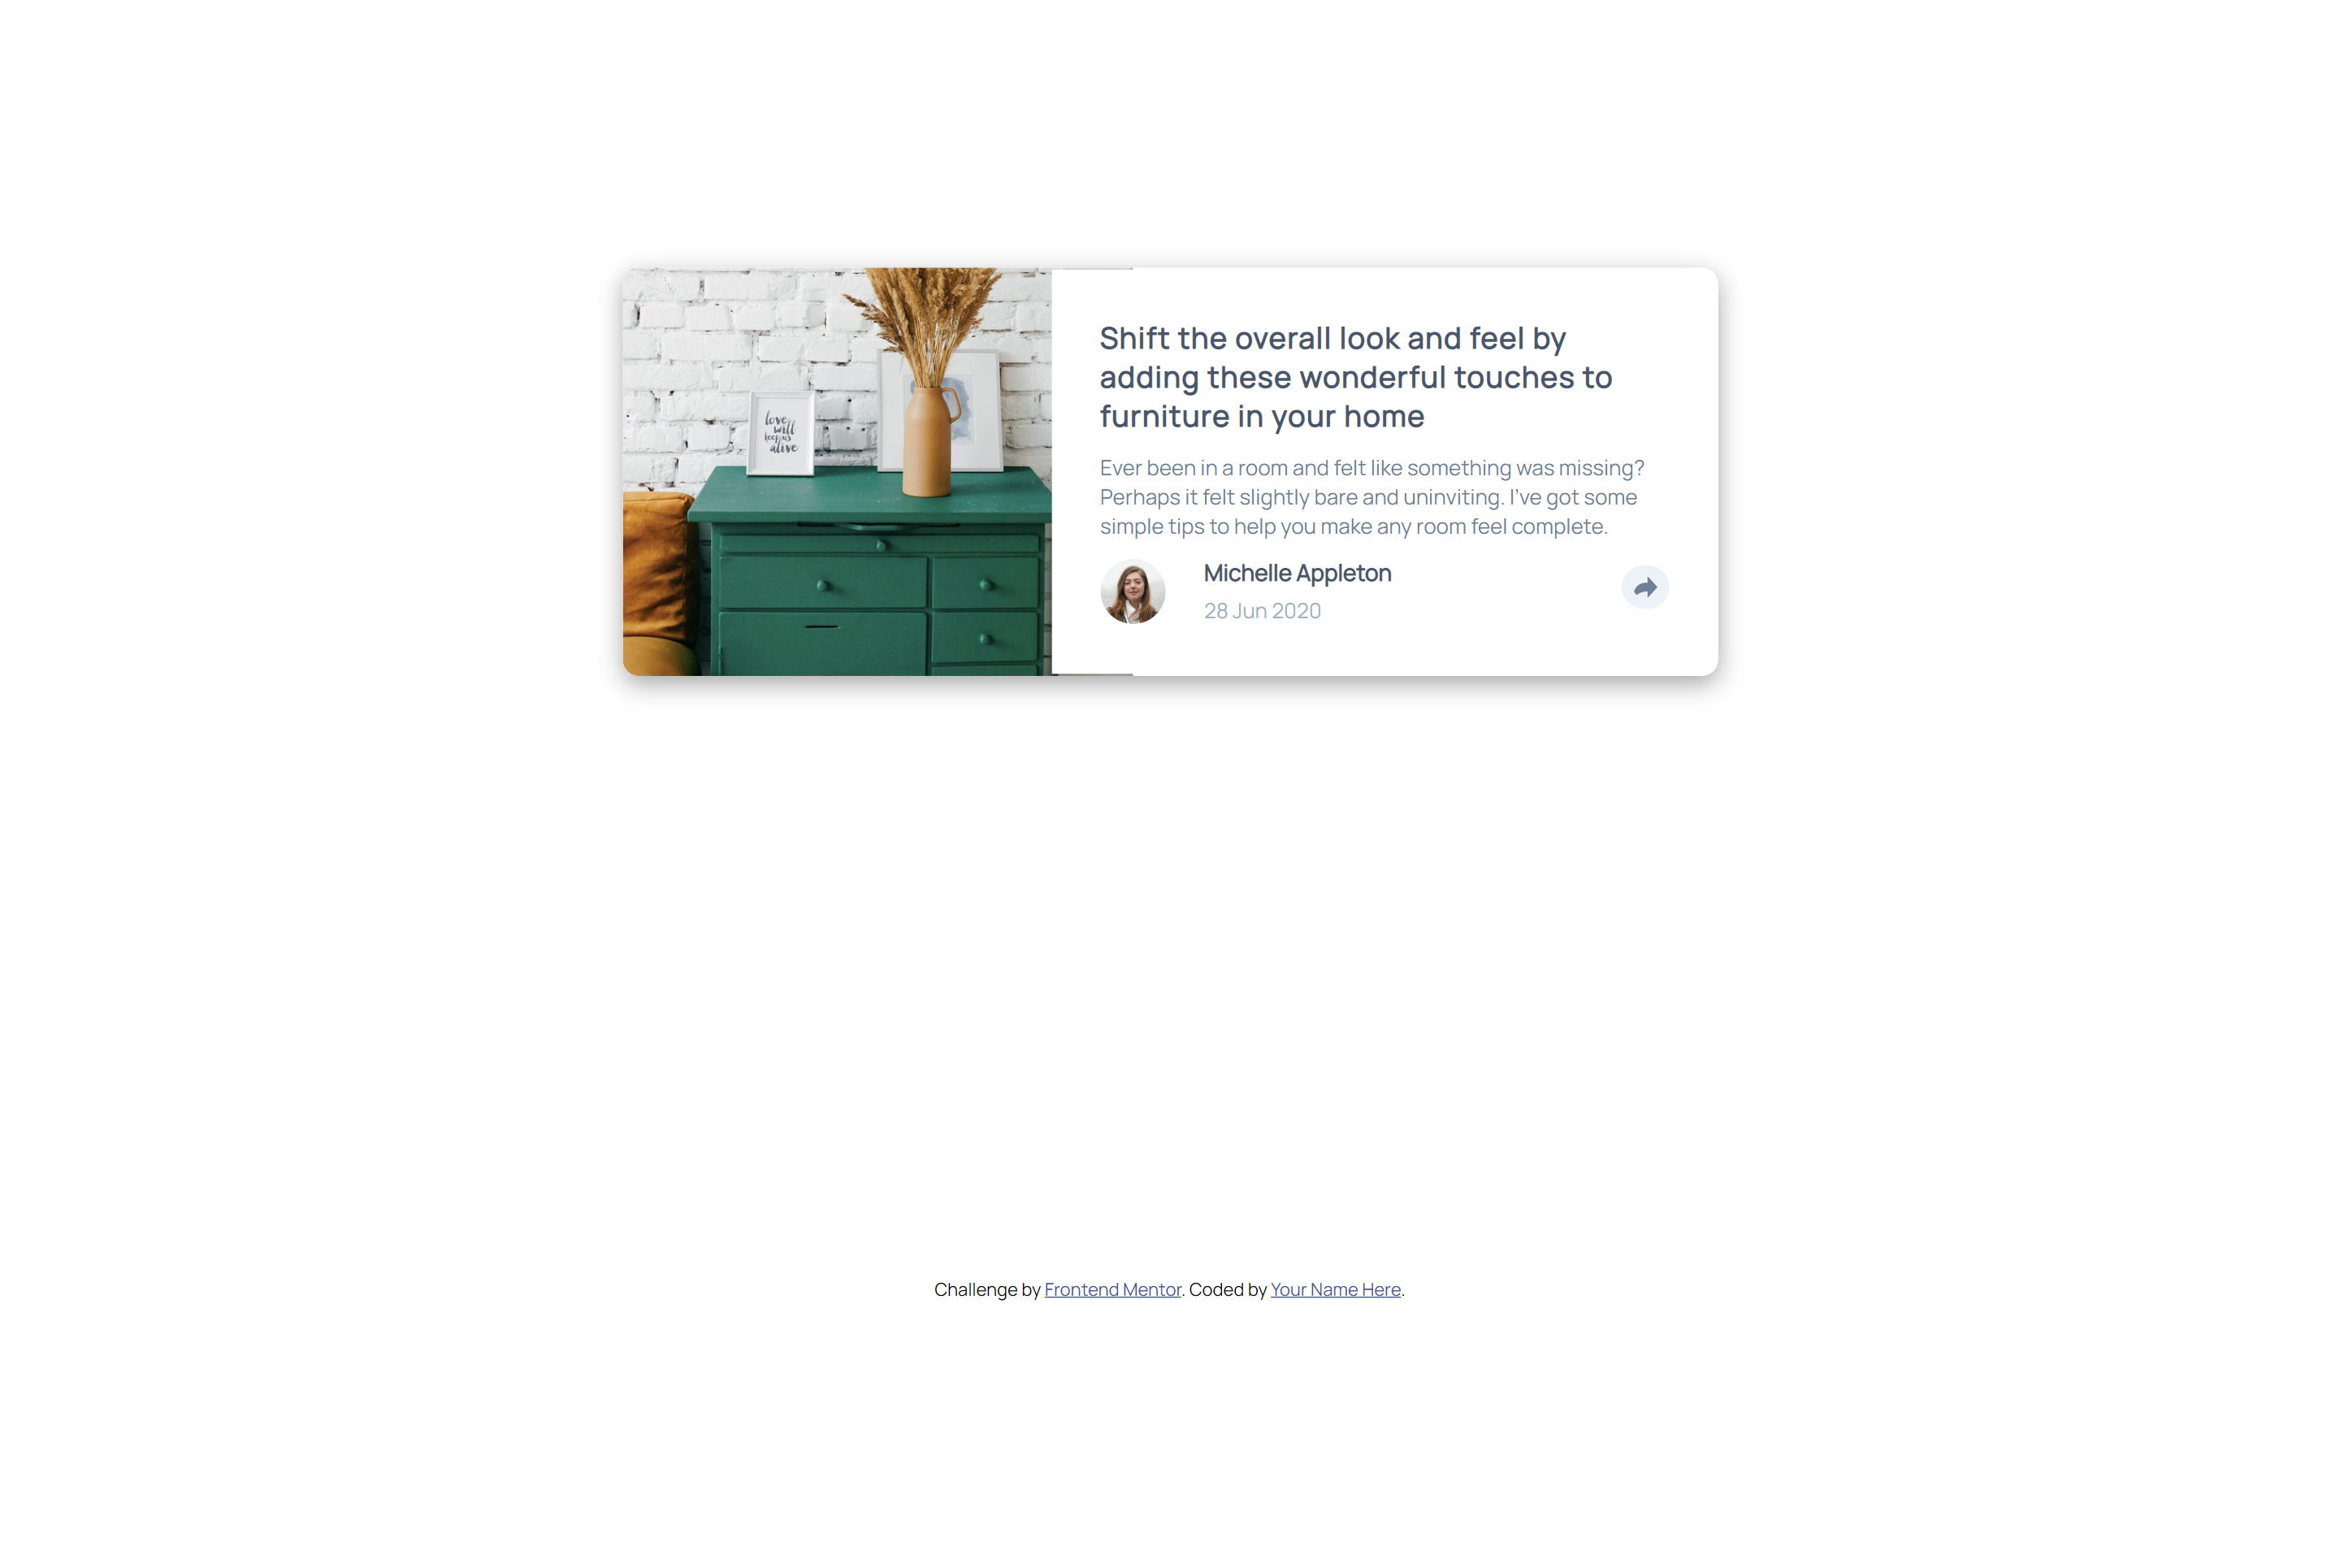 love
will
keep us
alive
Shift the overall look and feel by
adding these wonderful touches to
furniture in your home
Ever been in a room and felt like something was missing?
Perhaps it felt slightly bare and uninviting. I've got some
simple tips to help you make any room feel complete.
Michelle Appleton
28 Jun 2020
Challenge by Frontend Mentor. Coded by Your Name Here.